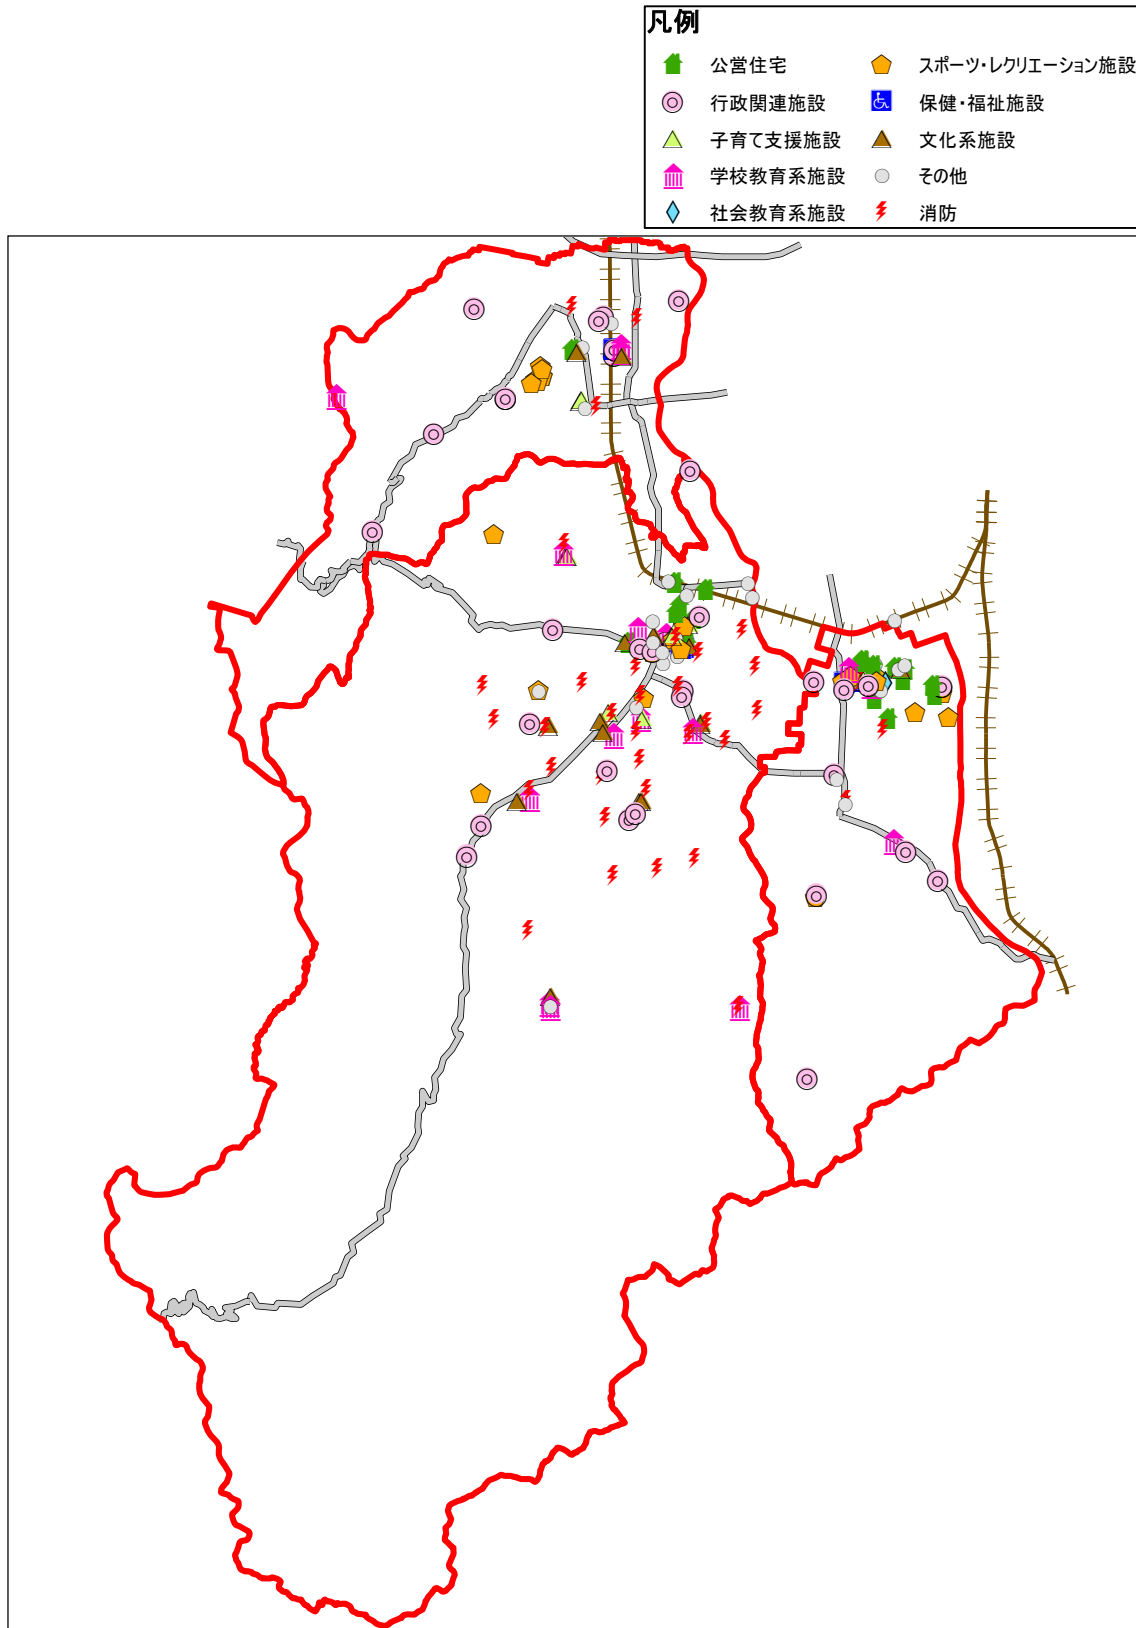 凡例
公営住宅
スポーツ・レクリエーション施設
行政関連施設
保健・福祉施設
子育て支援施設
文化系施設
学校教育系施設
その他
社会教育系施設
消防